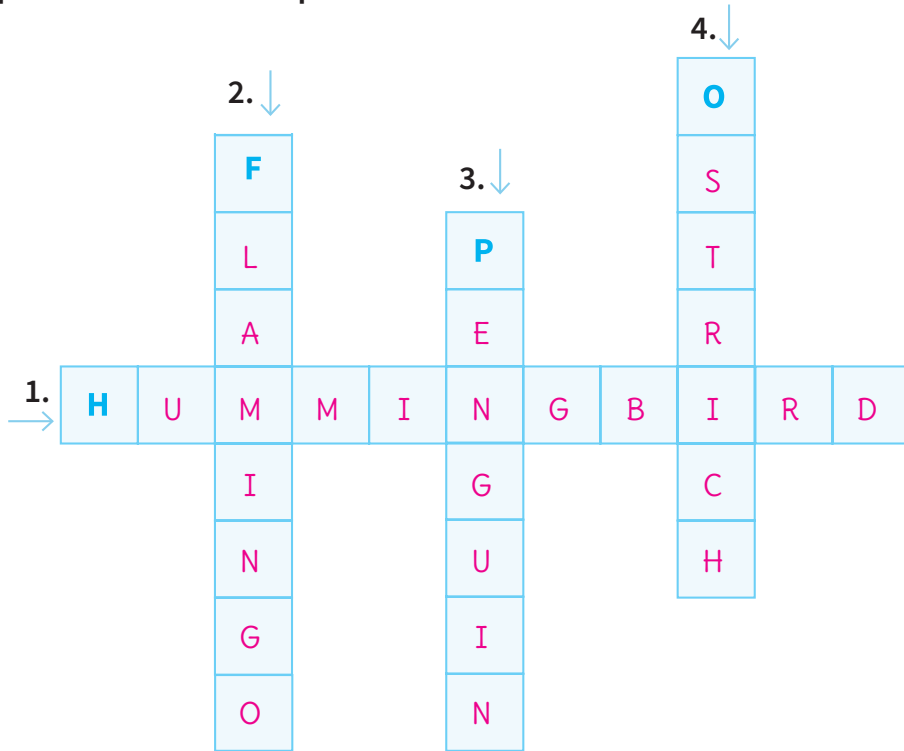 4.
2. O
F 3. S
L P T
A E R
1. H U M M I N G B I R D
I G C
N U H
G I
O N